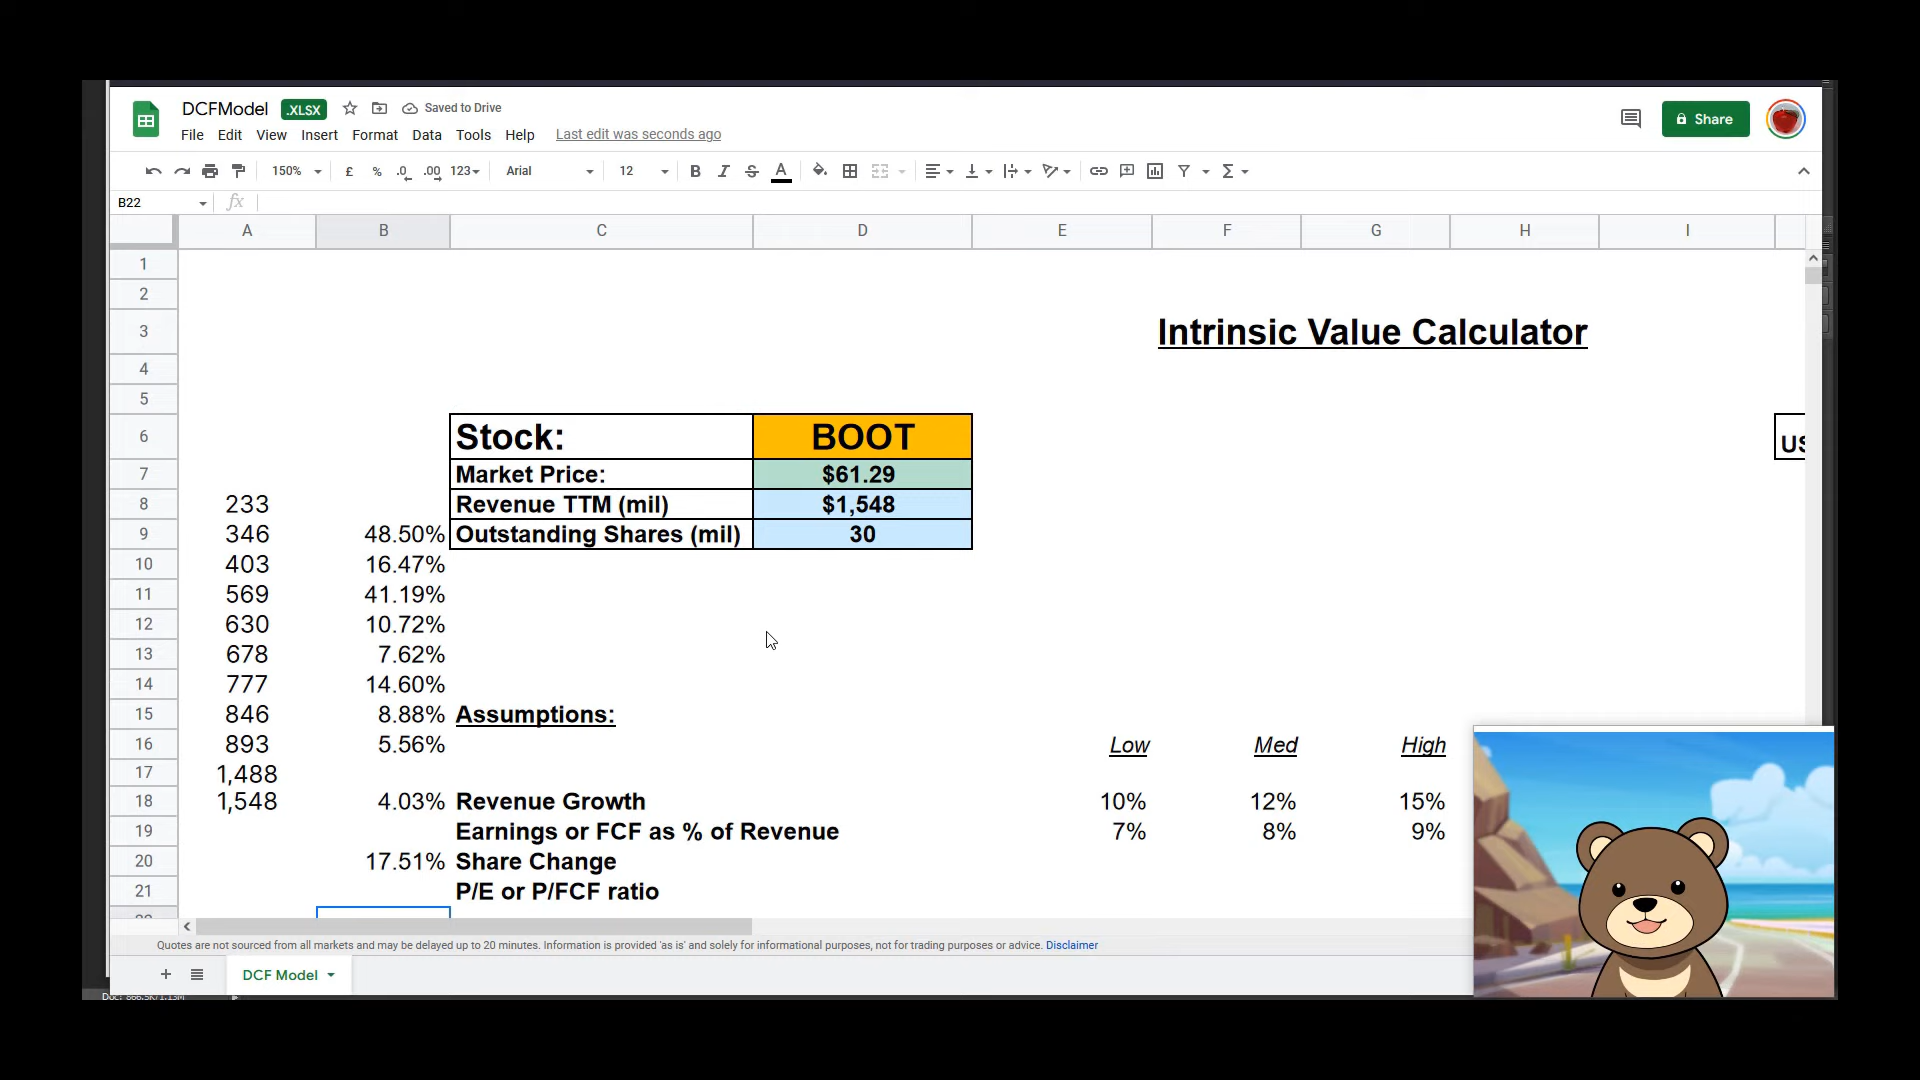 DCFModel .XLSX Saved to Drive
File Edit View Insert Format Data Tools Help Last edit was seconds ago
Share
150% £ % .0 .00 123 Arial 12 B I S A
B22 fx
A B C D E F G H I
1
2
3 Intrinsic Value Calculator
4
5
6 Stock: BOOT US
7 Market Price: $61.29
8 233 Revenue TTM (mil) $1,548
9 346 48.50% Outstanding Shares (mil) 30
10 403 16.47%
11 569 41.19%
12 630 10.72%
13 678 7.62%
14 777 14.60%
15 846 8.88% Assumptions:
16 893 5.56% Low Med High
17 1,488
18 1,548 4.03% Revenue Growth 10% 12% 15%
19 Earnings or FCF as % of Revenue 7% 8% 9%
20 17.51% Share Change
21 P/E or P/FCF ratio
Quotes are not sourced from all markets and may be delayed up to 20 minutes. Information is provided 'as is' and solely for informational purposes, not for trading purposes or advice. Disclaimer
DCF Model